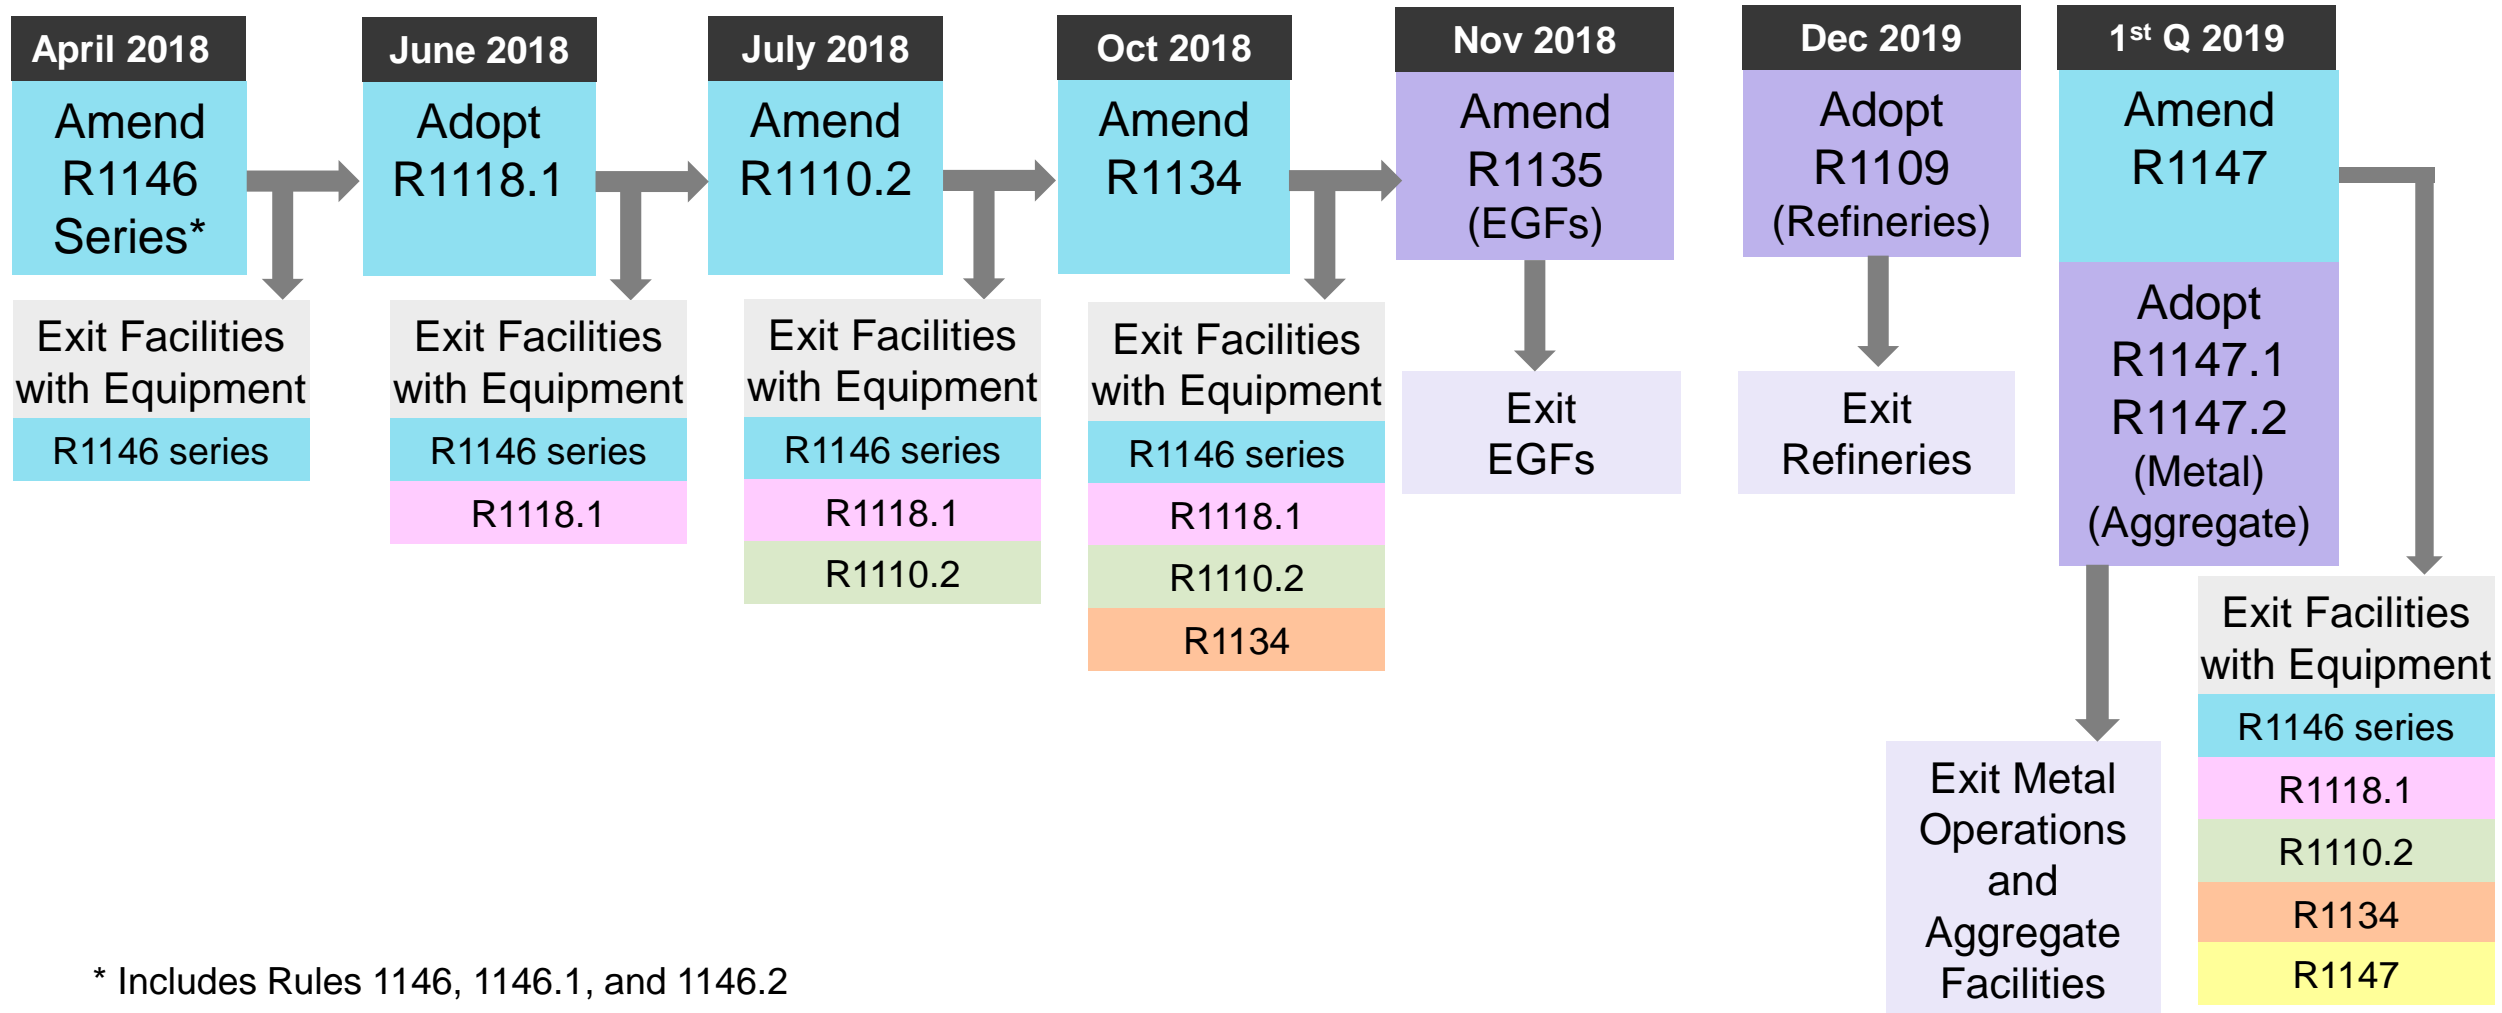 April 2018
Amend
R1146
Series*
Exit Facilities
with Equipment
R1146 series
June 2018
Adopt
R1118.1
Exit Facilities
with Equipment
R1146 series
R1118.1
July 2018
Amend
R1110.2
Exit Facilities
with Equipment
R1146 series
R1118.1
R1110.2
Oct 2018
Amend
R1134
Exit Facilities
with Equipment
R1146 series
R1118.1
R1110.2
R1134
Nov 2018
Amend
R1135
(EGFs)
Exit
EGFs
Dec 2019
Adopt
R1109
(Refineries)
Exit
Refineries
1st Q 2019
Amend
R1147
Adopt
R1147.1
R1147.2
(Metal)
(Aggregate)
Exit Metal
Operations
and
Aggregate
Facilities
Exit Facilities
with Equipment
R1146 series
R1118.1
R1110.2
R1134
R1147
* Includes Rules 1146, 1146.1, and 1146.2